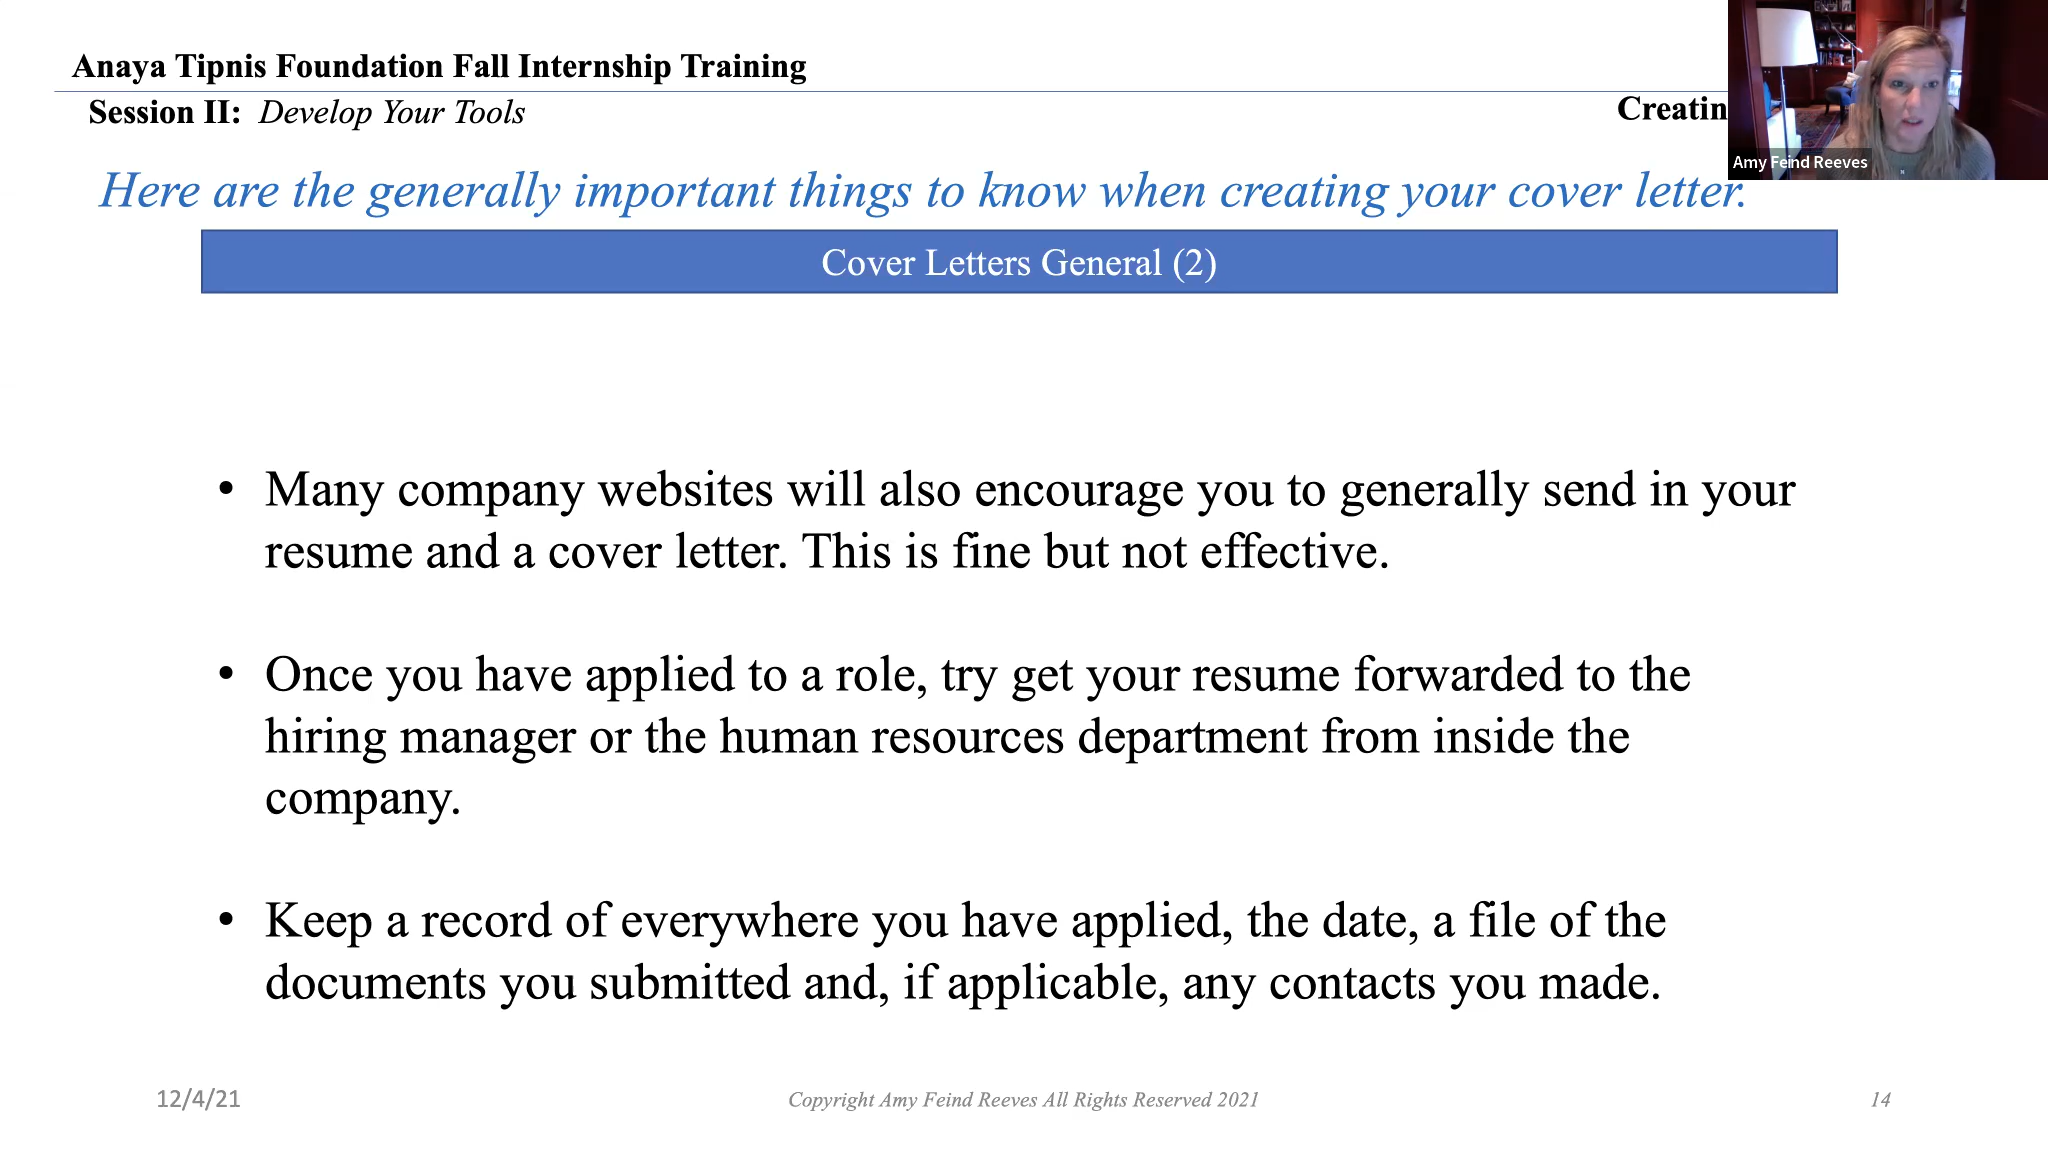 Anaya Tipnis Foundation Fall Internship Training
Session II: Develop Your Tools
Creatin
Amy Feind Reeves
Here are the generally important things to know when creating your cover letter.
Cover Letters General (2)
• Many company websites will also encourage you to generally send in your
resume and a cover letter. This is fine but not effective.
• Once you have applied to a role, try get your resume forwarded to the
hiring manager or the human resources department from inside the
company.
• Keep a record of everywhere you have applied, the date, a file of the
documents you submitted and, if applicable, any contacts you made.
12/4/21
Copyright Amy Feind Reeves All Rights Reserved 2021
14